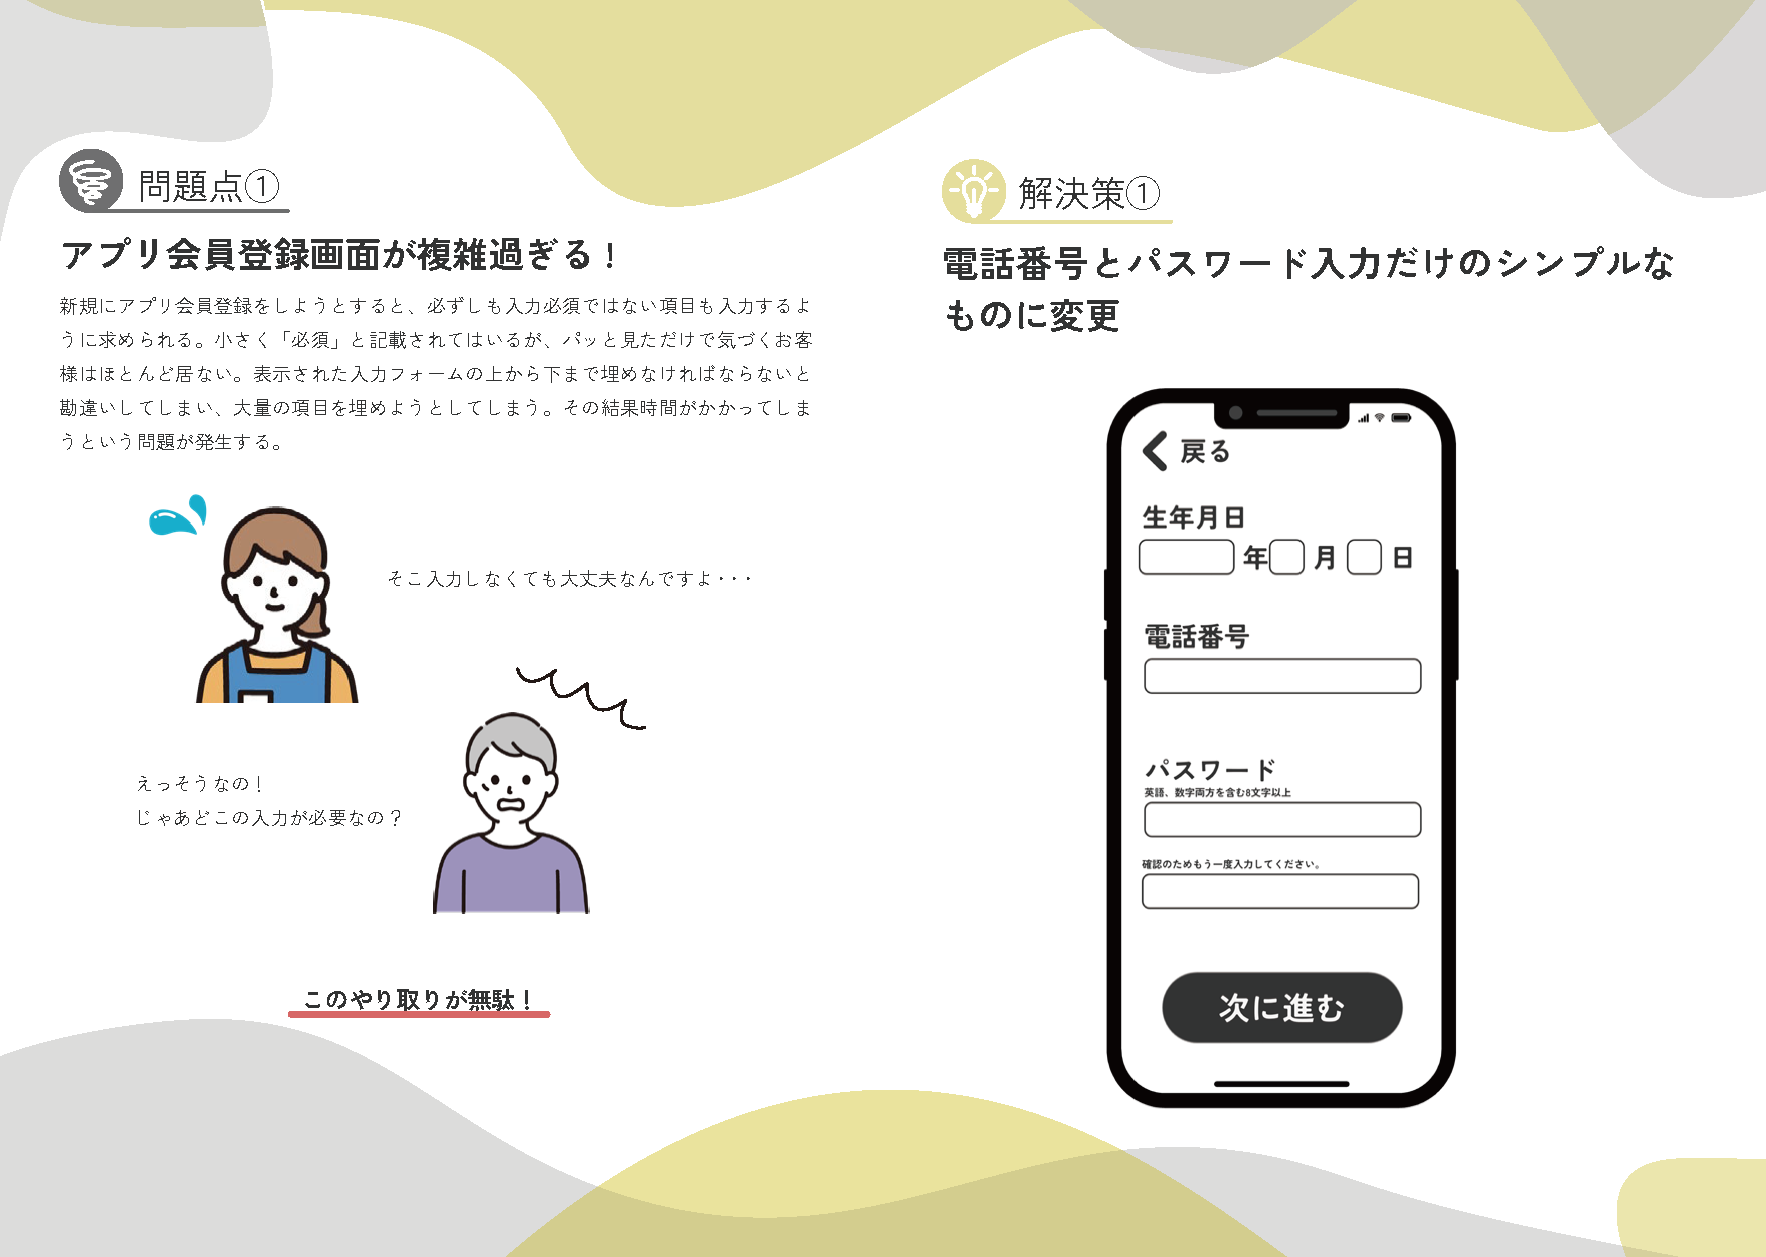 問題点①
アプリ会員登録画面が複雑過ぎる！
新規にアプリ会員登録をしようとすると、必ずしも入力必須ではない項目も入力するよ
うに求められる。小さく「必須」と記載されてはいるが、パッと見ただけで気づくお客
様はほとんど居ない。表示された入力フォームの上から下まで埋めなければならないと
勘違いしてしまい、大量の項目を埋めようとしてしまう。その結果時間がかかってしま
うという問題が発生する。
そこ入力しなくても大丈夫なんですよ･･･
えっそうなの！
じゃあどこの入力が必要なの？
このやり取りが無駄！
解決策①
電話番号とパスワード入力だけのシンプルな
ものに変更
戻る
生年月日
年 月 日
電話番号
パスワード
英語、数字両方を含む8文字以上
確認のためもう一度入力してください。
次に進む